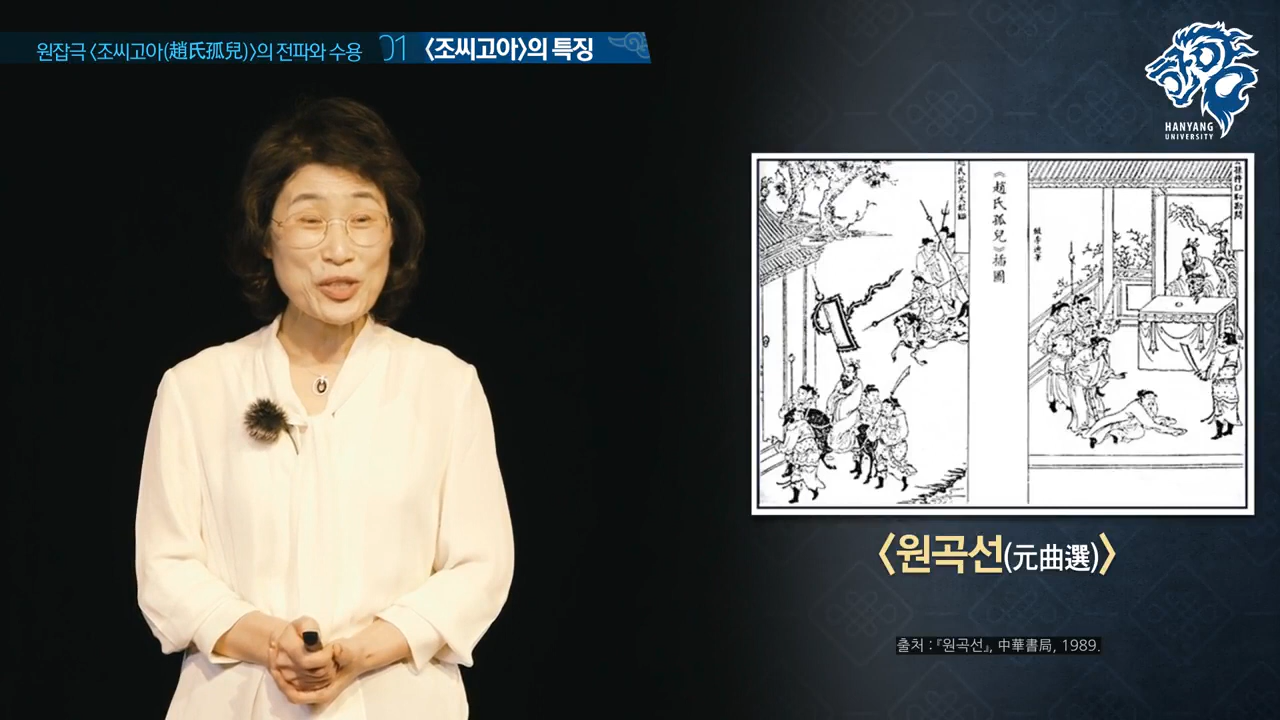 원잡극 〈조씨고아(趙氏孤兒)〉의 전파와 수용 01 〈조씨고아〉의 특징
HANYANG
UNIVERSITY
《趙氏孤兒》插圖
〈원곡선(元曲選)〉
출처 : 『원곡선』, 中華書局, 1989.